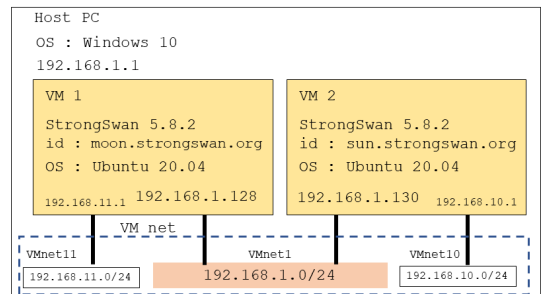 Host PC
OS : Windows 10
192.168.1.1
VM 1
StrongSwan 5.8.2
id : moon.strongswan.org
OS : Ubuntu 20.04
192.168.11.1 192.168.1.128
VM 2
StrongSwan 5.8.2
id : sun.strongswan.org
OS : Ubuntu 20.04
192.168.1.130 192.168.10.1
VM net
VMnet11
VMnet1
VMnet10
192.168.11.0/24
192.168.1.0/24
192.168.10.0/24